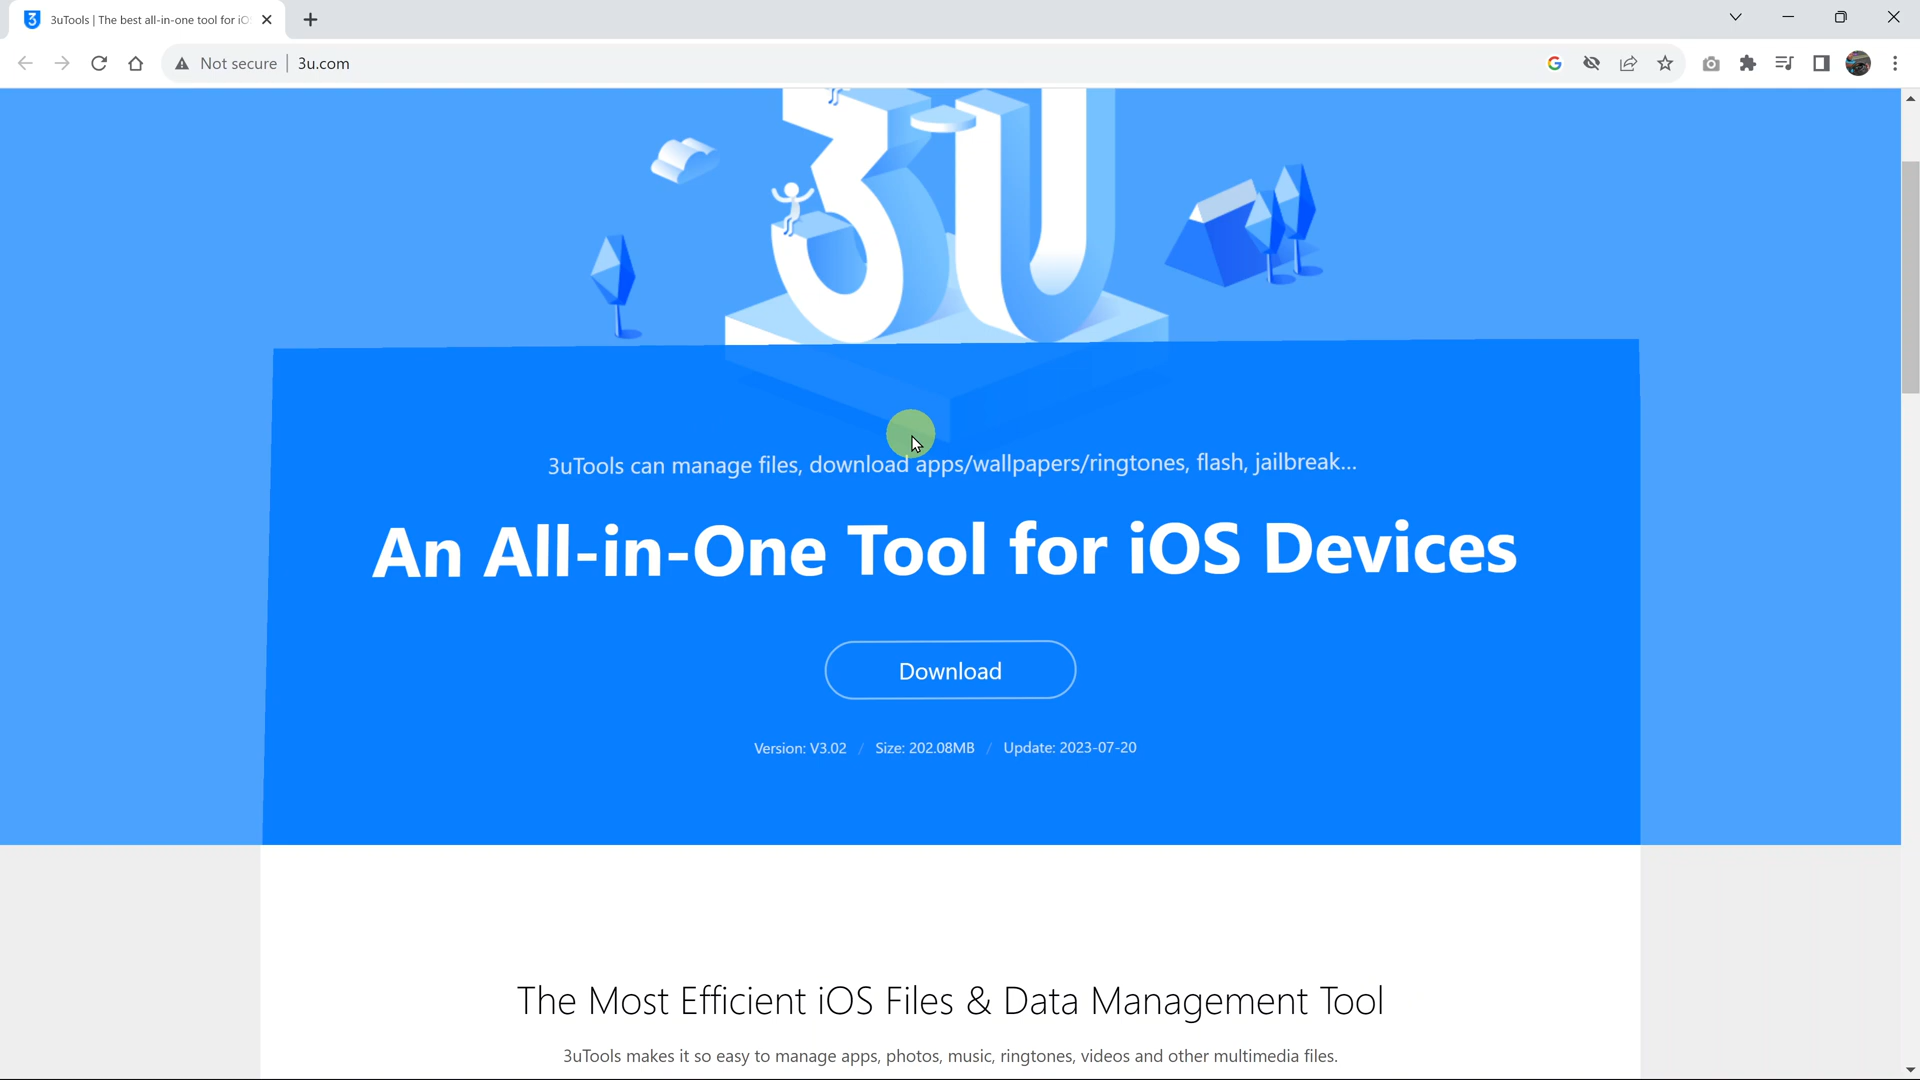 3uTools | The best all-in-one tool for iO
Not secure | 3u.com
3U
3uTools can manage files, download apps/wallpapers/ringtones, flash, jailbreak...
An All-in-One Tool for iOS Devices
Download
Version: V3.02 / Size: 202.08MB / Update: 2023-07-20
The Most Efficient iOS Files & Data Management Tool
3uTools makes it so easy to manage apps, photos, music, ringtones, videos and other multimedia files.